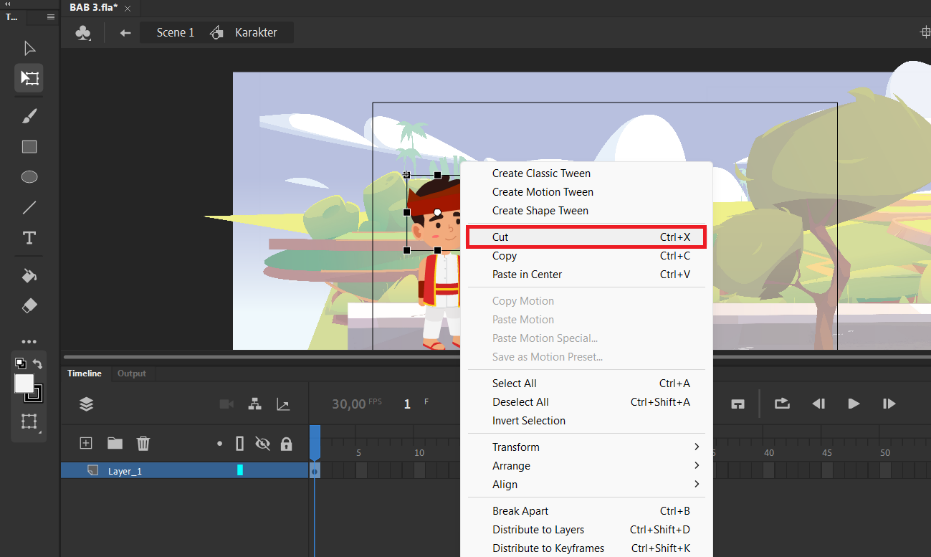 BAB 3.fla*
T...
Scene 1
Karakter
Create Classic Tween
Create Motion Tween
Create Shape Tween
Cut Ctrl+X
Copy Ctrl+C
Paste in Center Ctrl+V
Copy Motion
Paste Motion
Paste Motion Special...
Save as Motion Preset...
Select All Ctrl+A
Deselect All Ctrl+Shift+A
Invert Selection
Transform
Arrange
Align
Break Apart Ctrl+B
Distribute to Layers Ctrl+Shift+D
Distribute to Keyframes Ctrl+Shift+K
Timeline Output
30,00 FPS 1 F
5 10 40 45 50
Layer_1